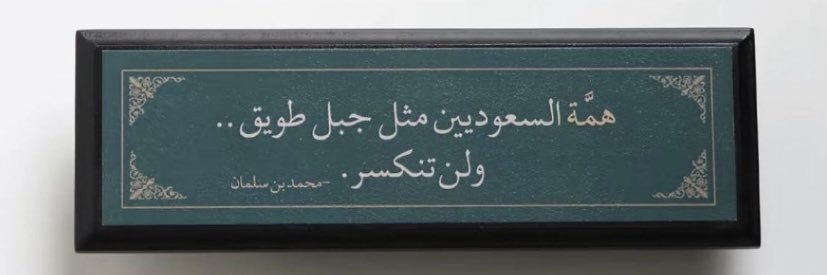 همَّة السعوديين مثل جبل طويق ..
ولن تنكسر .
-محمد بن سلمان